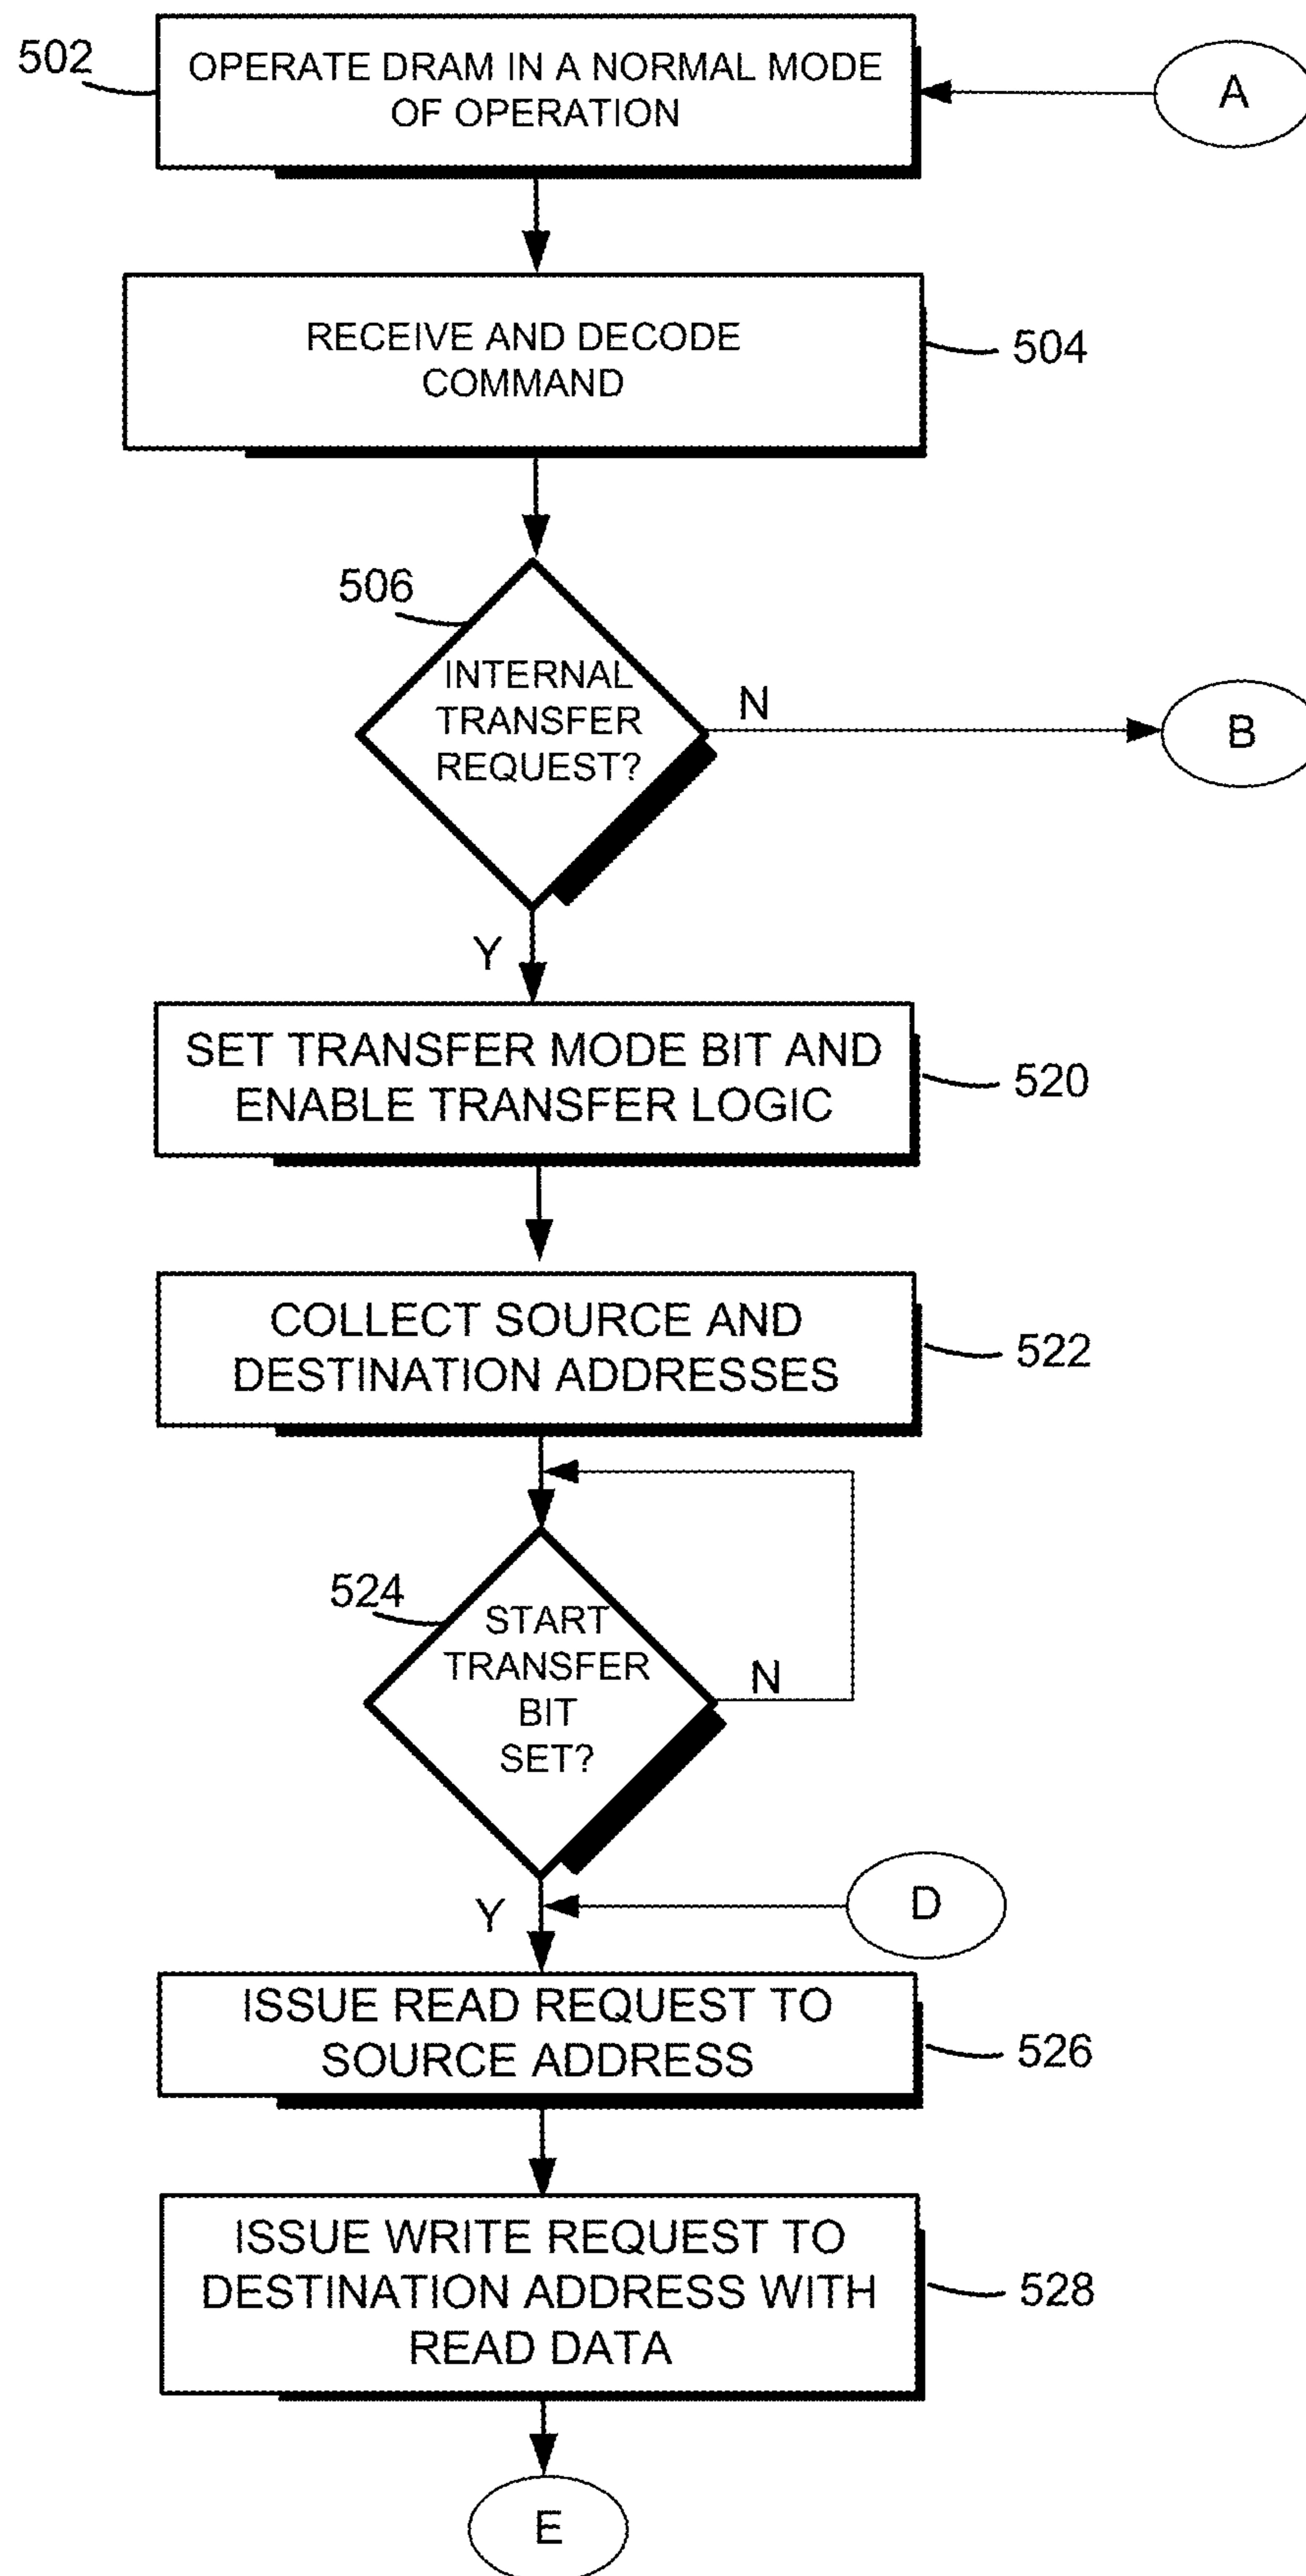 502
OPERATE DRAM IN A NORMAL MODE
OF OPERATION
A
RECEIVE AND DECODE
COMMAND
504
506
INTERNAL
TRANSFER
REQUEST?
N
B
Y
SET TRANSFER MODE BIT AND
ENABLE TRANSFER LOGIC
520
COLLECT SOURCE AND
DESTINATION ADDRESSES
522
524
START
TRANSFER
BIT
SET?
N
Y
D
ISSUE READ REQUEST TO
SOURCE ADDRESS
526
ISSUE WRITE REQUEST TO
DESTINATION ADDRESS WITH
READ DATA
528
E